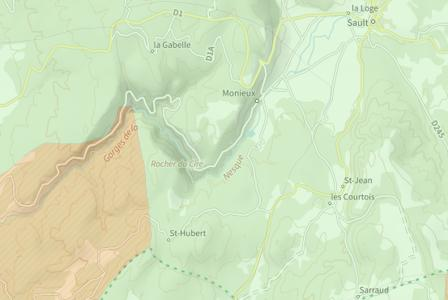 la Loge
D1
Sault
la Gabelle
D1A
Monieux
D245
Gorges de la
Rocher du Cire
Nesque
St-Jean
les Courtois
St-Hubert
Sarraud